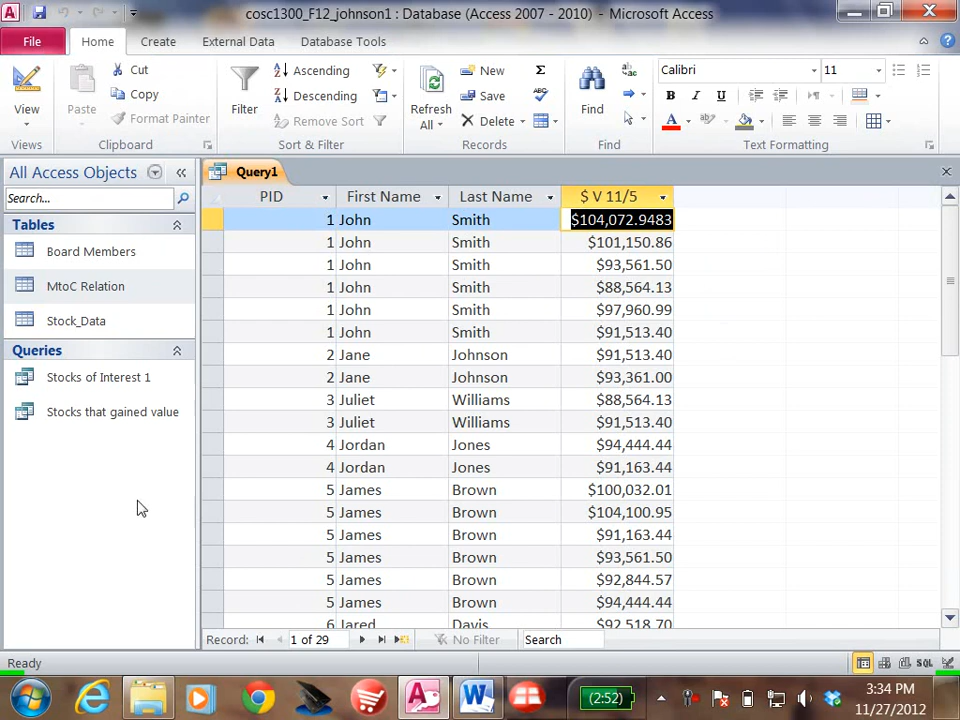 cosc1300_F12_johnson1 : Database (Access 2007 - 2010) - Microsoft Access
File Home Create External Data Database Tools
View Paste Cut Copy Format Painter Filter Ascending Descending Remove Sort Refresh All New Save Delete Find Calibri 11
Views Clipboard Sort & Filter Records Find Text Formatting
All Access Objects
Search...
Tables
Board Members
MtoC Relation
Stock_Data
Queries
Stocks of Interest 1
Stocks that gained value
Query1
PID First Name Last Name $ V 11/5
1 John Smith $104,072.9483
1 John Smith $101,150.86
1 John Smith $93,561.50
1 John Smith $88,564.13
1 John Smith $97,960.99
1 John Smith $91,513.40
2 Jane Johnson $91,513.40
2 Jane Johnson $93,361.00
3 Juliet Williams $88,564.13
3 Juliet Williams $91,513.40
4 Jordan Jones $94,444.44
4 Jordan Jones $91,163.44
5 James Brown $100,032.01
5 James Brown $104,100.95
5 James Brown $91,163.44
5 James Brown $93,561.50
5 James Brown $92,844.57
5 James Brown $94,444.44
6 Jared Davis $92,518.70
Record: 1 of 29 No Filter Search
Ready SQL
(2:52) 3:34 PM
11/27/2012